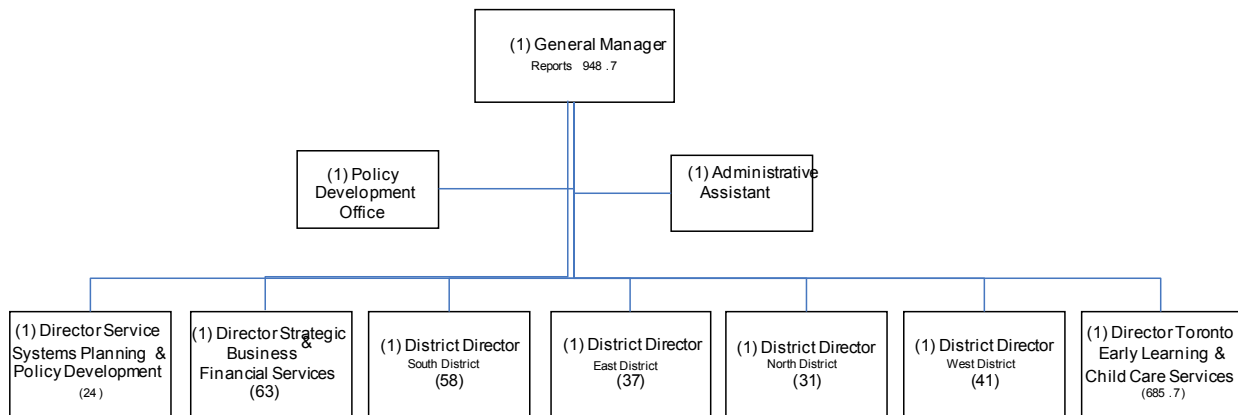 (1) General Manager
Reports 948 .7
(1) Policy
Development
Office
(1) Administrative
Assistant
(1) Director Service
Systems Planning &
Policy Development
(24 )
(1) Director Strategic
&
Business
Financial Services
(63)
(1) District Director
South District
(58)
(1) District Director
East District
(37)
(1) District Director
North District
(31)
(1) District Director
West District
(41)
(1) Director Toronto
Early Learning &
Child Care Services
(685 .7)